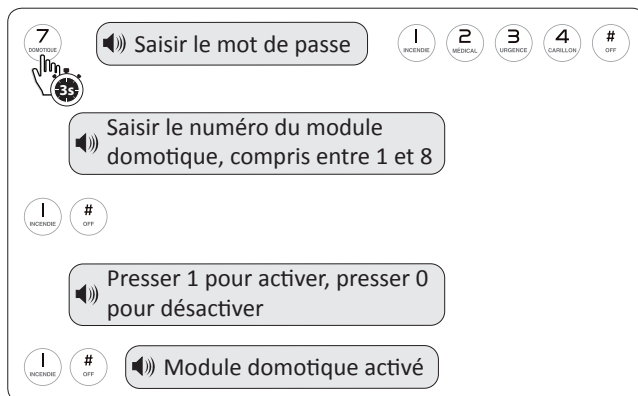 7 DOMOTIQUE
3s
Saisir le mot de passe
1 INCENDIE 2 MÉDICAL 3 URGENCE 4 CARILLON # OFF
Saisir le numéro du module
domotique, compris entre 1 et 8
1 INCENDIE # OFF
Presser 1 pour activer, presser 0
pour désactiver
1 INCENDIE # OFF
Module domotique activé